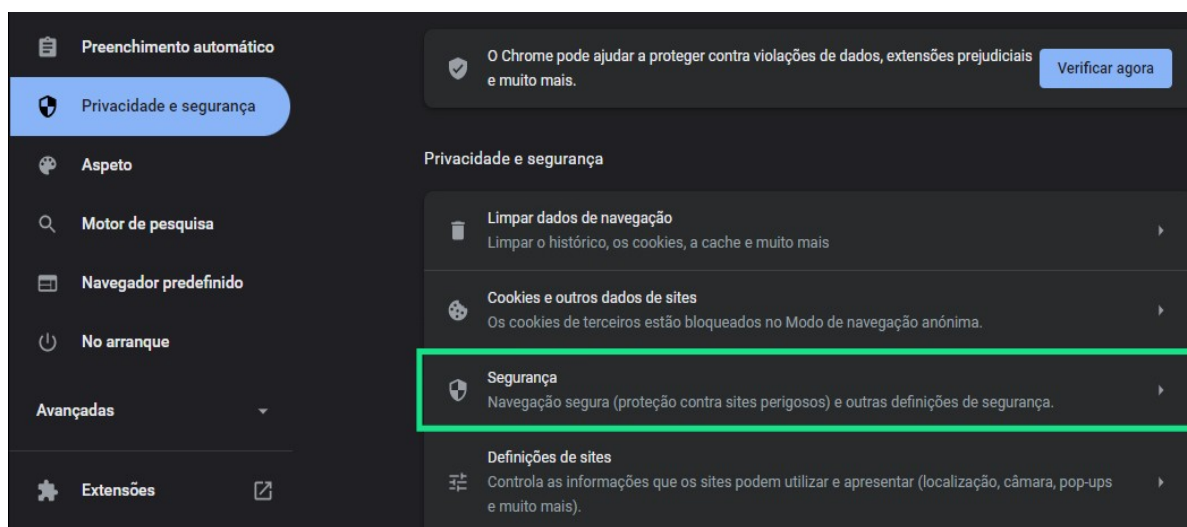 Preenchimento automático
Privacidade e segurança
Aspeto
Motor de pesquisa
Navegador predefinido
No arranque
Avançadas
Extensões
O Chrome pode ajudar a proteger contra violações de dados, extensões prejudiciais
e muito mais.
Verificar agora
Privacidade e segurança
Limpar dados de navegação
Limpar o histórico, os cookies, a cache e muito mais
Cookies e outros dados de sites
Os cookies de terceiros estão bloqueados no Modo de navegação anónima.
Segurança
Navegação segura (proteção contra sites perigosos) e outras definições de segurança.
Definições de sites
Controla as informações que os sites podem utilizar e apresentar (localização, câmara, pop-ups
e muito mais).